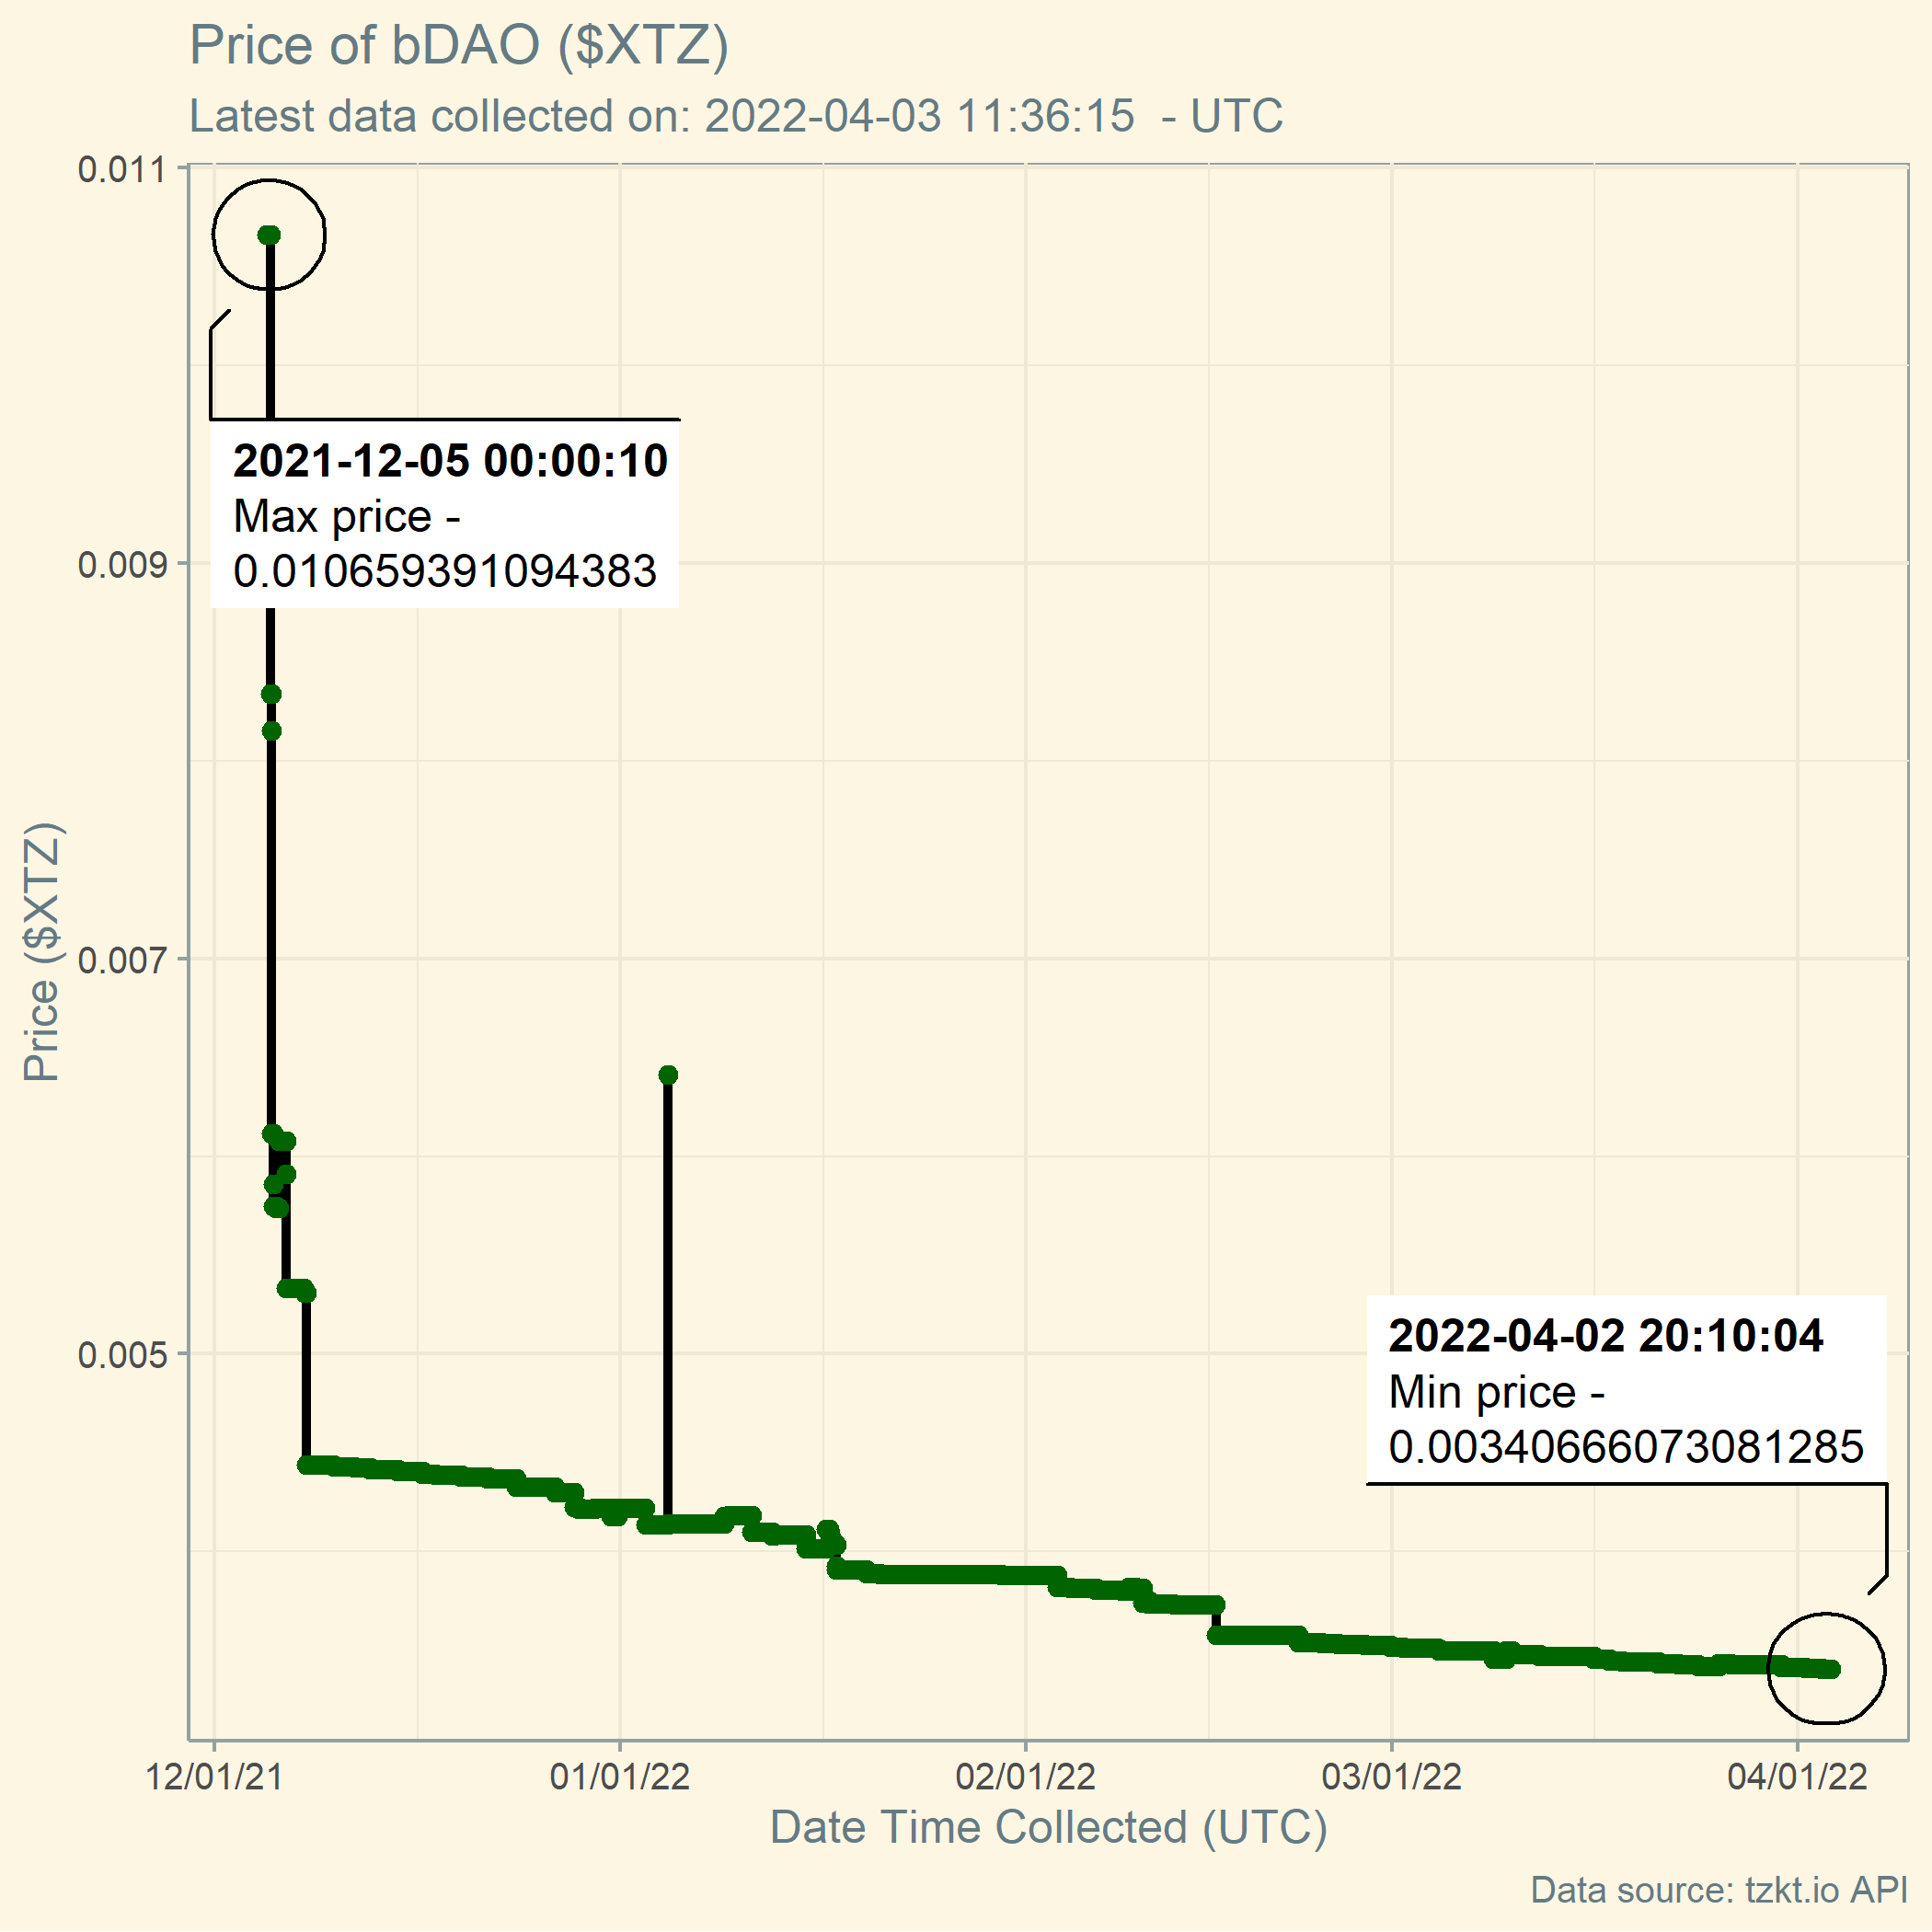 Price of bDAO ($XTZ)
Latest data collected on: 2022-04-03 11:36:15  - UTC
0.011
2021-12-05 00:00:10
Max price -
0.010659391094383
0.009
Price ($XTZ)
0.007
0.005
2022-04-02 20:10:04
Min price -
0.00340666073081285
12/01/21
01/01/22
02/01/22
03/01/22
04/01/22
Date Time Collected (UTC)
Data source: tzkt.io API